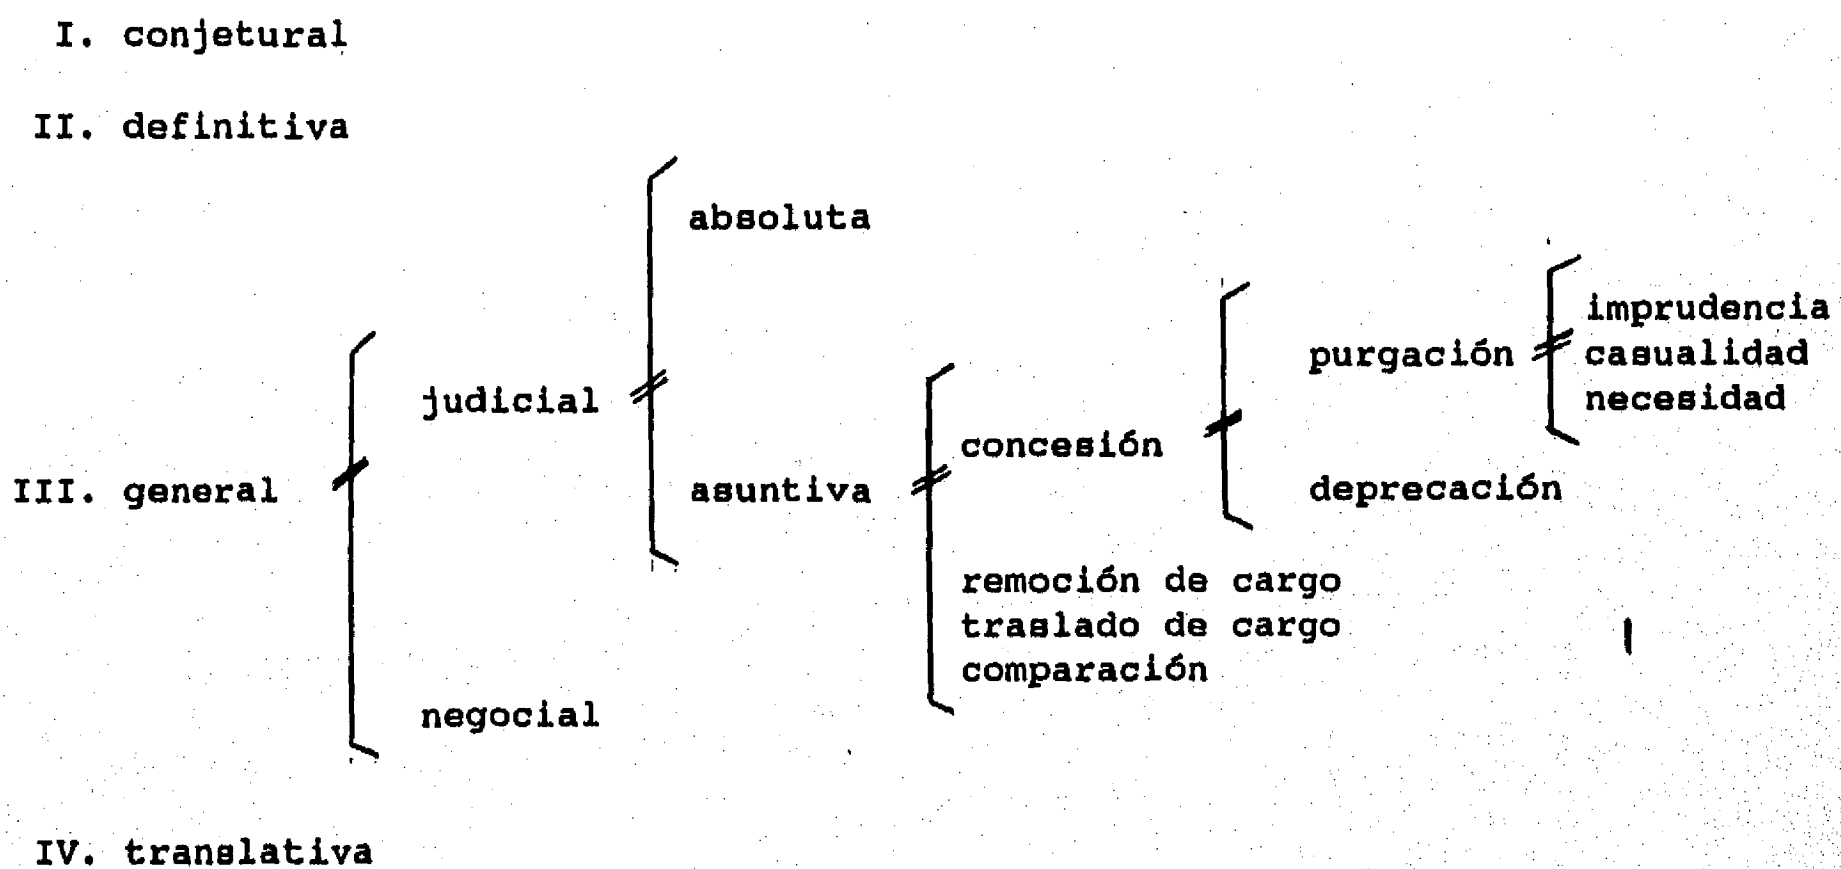 I. conjetural
II. definitiva
absoluta
imprudencia
purgación casualidad
judicial necesidad
concesión
III. general asuntiva deprecación
remoción de cargo
traslado de cargo
comparación
negocial
IV. translativa